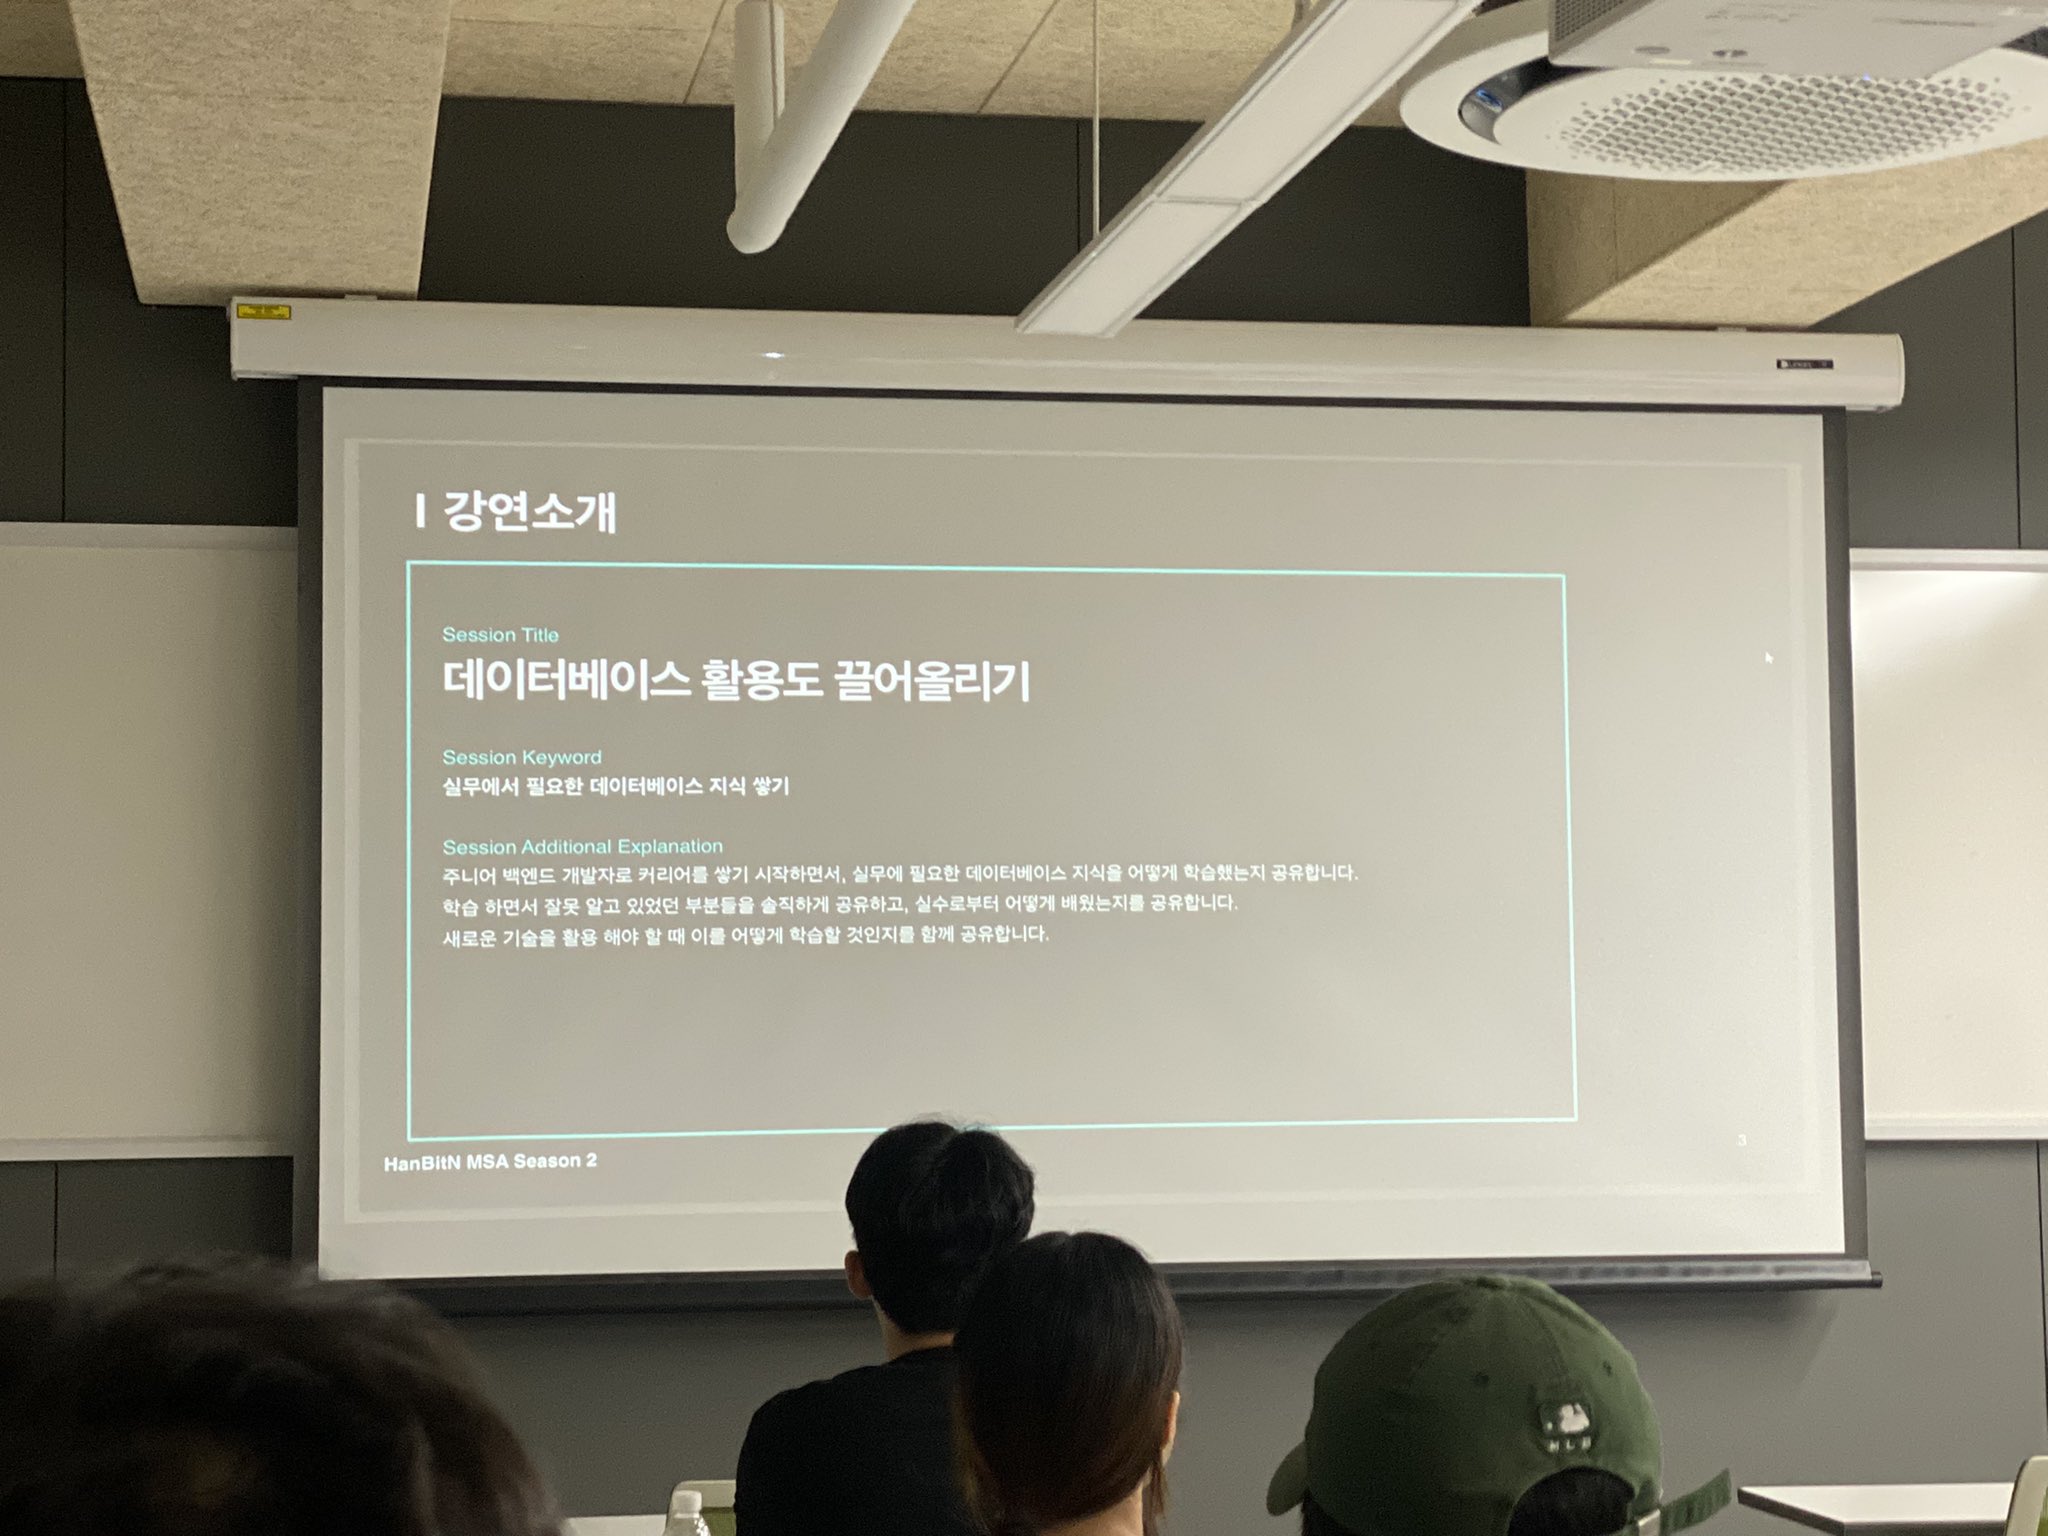 I 강연소개
Session Title
데이터베이스 활용도 끌어올리기
Session Keyword
실무에서 필요한 데이터베이스 지식 쌓기
Session Additional Explanation
주니어 백엔드 개발자로 커리어를 쌓기 시작하면서, 실무에 필요한 데이터베이스 지식을 어떻게 학습했는지 공유합니다.
학습 하면서 잘못 알고 있었던 부분들을 솔직하게 공유하고, 실수로부터 어떻게 배웠는지를 공유합니다.
새로운 기술을 활용 해야 할 때 이를 어떻게 학습할 것인지를 함께 공유합니다.
3
HanBitN MSA Season 2
MLB